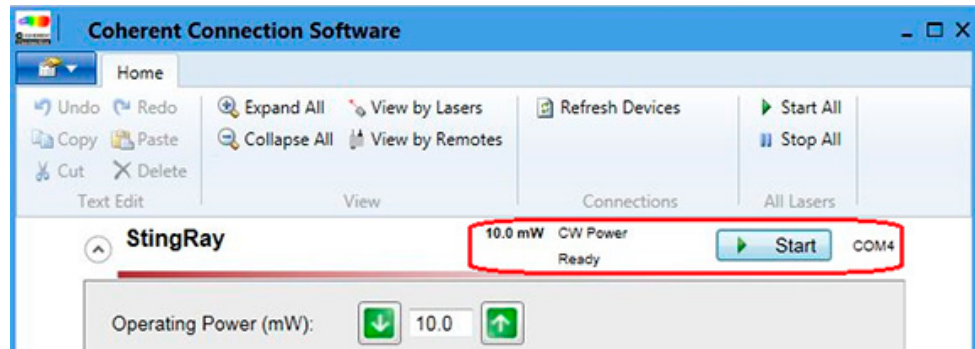 Coherent Connection Software
Home
Undo Redo Expand All View by Lasers Refresh Devices Start All
Copy Paste Collapse All View by Remotes Stop All
Cut Delete
Text Edit View Connections All Lasers
StingRay 10.0 mW CW Power Start COM4
Ready
Operating Power (mW): 10.0